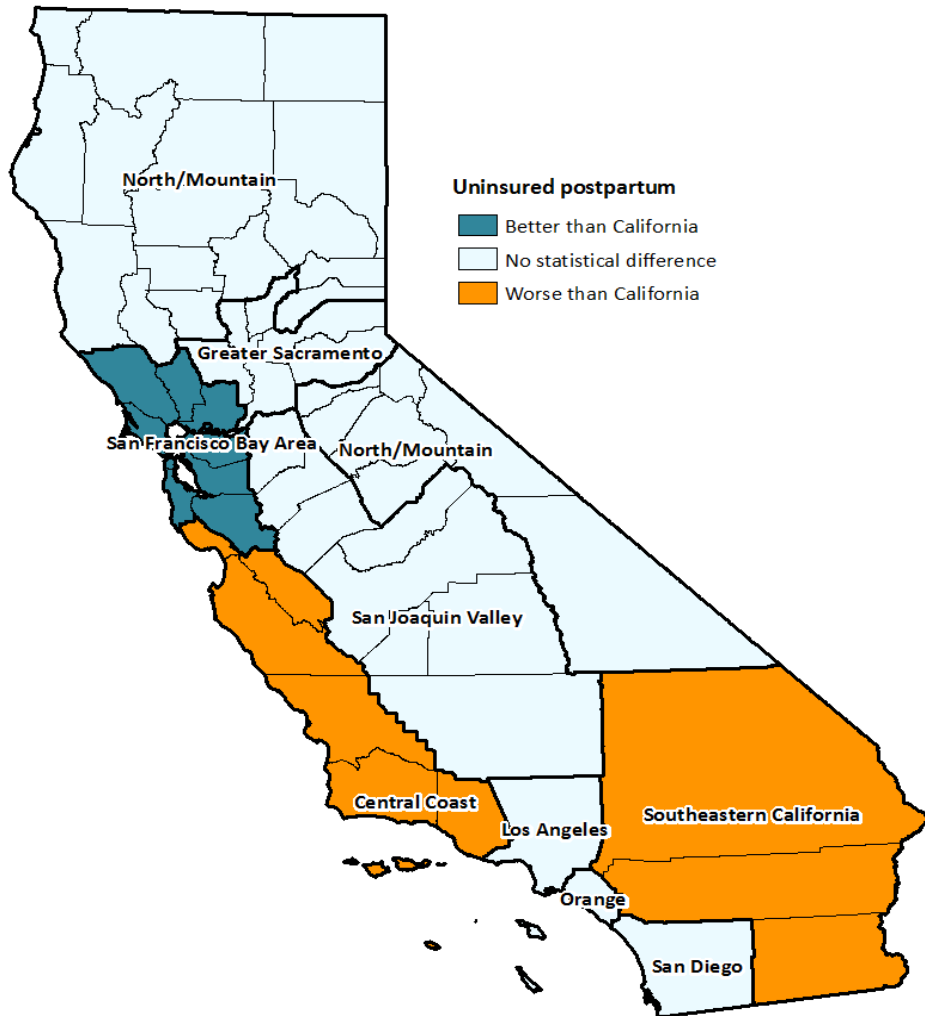 North/Mountain
Uninsured postpartum
Better than California
No statistical difference
Worse than California
Greater Sacramento
San Francisco Bay Area
North/Mountain
San Joaquin Valley
Central Coast
Southeastern California
Los Angeles
Orange
San Diego